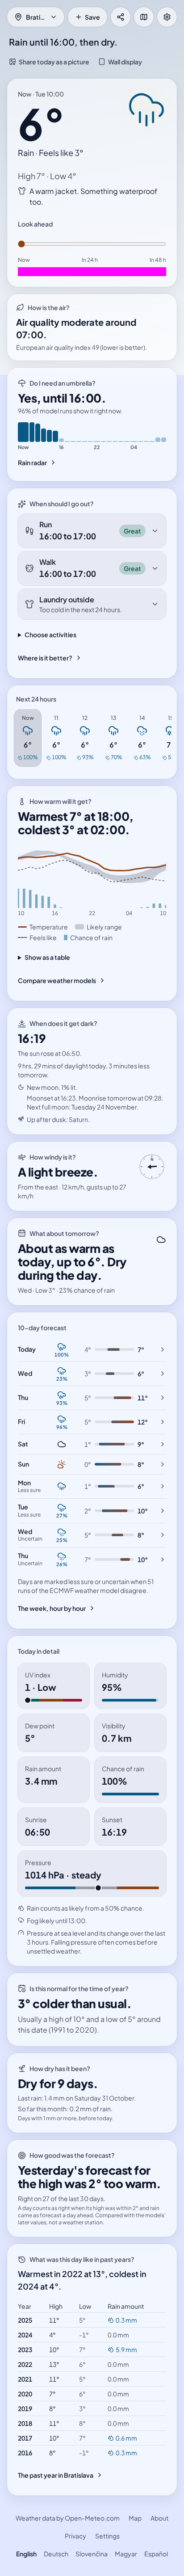 Brati...
Save
Rain until 16:00, then dry.
Share today as a picture
Wall display
Now · Tue 10:00
6°
Rain · Feels like 3°
High 7° · Low 4°
A warm jacket. Something waterproof
too.
Look ahead
Now
In 24 h
In 48 h
How is the air?
Air quality moderate around
07:00.
European air quality index 49 (lower is better).
Do I need an umbrella?
Yes, until 16:00.
96% of model runs show it right now.
Now
16
22
04
Rain radar
When should I go out?
Run
16:00 to 17:00
Great
Walk
16:00 to 17:00
Great
Laundry outside
Too cold in the next 24 hours.
Choose activities
Where is it better?
Next 24 hours
Now
11
12
13
14
6°
6°
6°
6°
6°
7
100%
100%
93%
70%
63%
How warm will it get?
Warmest 7° at 18:00,
coldest 3° at 02:00.
10
16
22
04
10
Temperature
Likely range
Feels like
Chance of rain
Show as a table
Compare weather models
When does it get dark?
16:19
The sun rose at 06:50.
9 hrs, 29 mins of daylight today, 3 minutes less
tomorrow.
New moon, 1% lit.
Moonset at 16:23. Moonrise tomorrow at 09:28.
Next full moon: Tuesday 24 November.
Up after dusk: Saturn.
How windy is it?
A light breeze.
From the east · 12 km/h, gusts up to 27
km/h
N
What about tomorrow?
About as warm as
today, up to 6°. Dry
during the day.
Wed · Low 3° · 23% chance of rain
10-day forecast
Today
100%
4°
7°
Wed
23%
3°
6°
Thu
93%
5°
11°
Fri
96%
5°
12°
Sat
1°
9°
Sun
0°
8°
Mon
Less sure
1°
6°
Tue
Less sure
27%
2°
10°
Wed
Uncertain
25%
5°
8°
Thu
Uncertain
26%
7°
10°
Days are marked less sure or uncertain when 51
runs of the ECMWF weather model disagree.
The week, hour by hour
Today in detail
UV index
1 · Low
Humidity
95%
Dew point
5°
Visibility
0.7 km
Rain amount
3.4 mm
Chance of rain
100%
Sunrise
06:50
Sunset
16:19
Pressure
1014 hPa · steady
Rain counts as likely from a 50% chance.
Fog likely until 13:00.
Pressure at sea level and its change over the last
3 hours. Falling pressure often comes before
unsettled weather.
Is this normal for the time of year?
3° colder than usual.
Usually a high of 10° and a low of 5° around
this date (1991 to 2020).
How dry has it been?
Dry for 9 days.
Last rain: 1.4 mm on Saturday 31 October.
So far this month: 0.2 mm of rain.
Days with 1 mm or more, before today.
How good was the forecast?
Yesterday's forecast for
the high was 2° too warm.
Right on 27 of the last 30 days.
A day counts as right when its high was within 2° and rain
came as forecast or a day stayed dry. Compared with the models'
later values, not a weather station.
What was this day like in past years?
Warmest in 2022 at 13°, coldest in
2024 at 4°.
Year
High
Low
Rain amount
2025
11°
5°
0.3 mm
2024
4°
-1°
0.0 mm
2023
10°
7°
5.9 mm
2022
13°
6°
0.0 mm
2021
11°
5°
0.0 mm
2020
7°
6°
0.0 mm
2019
8°
3°
0.0 mm
2018
11°
8°
0.0 mm
2017
10°
7°
0.6 mm
2016
8°
-1°
0.3 mm
The past year in Bratislava
Weather data by Open-Meteo.com
Map
About
Privacy
Settings
English
Deutsch
Slovenčina
Magyar
Español